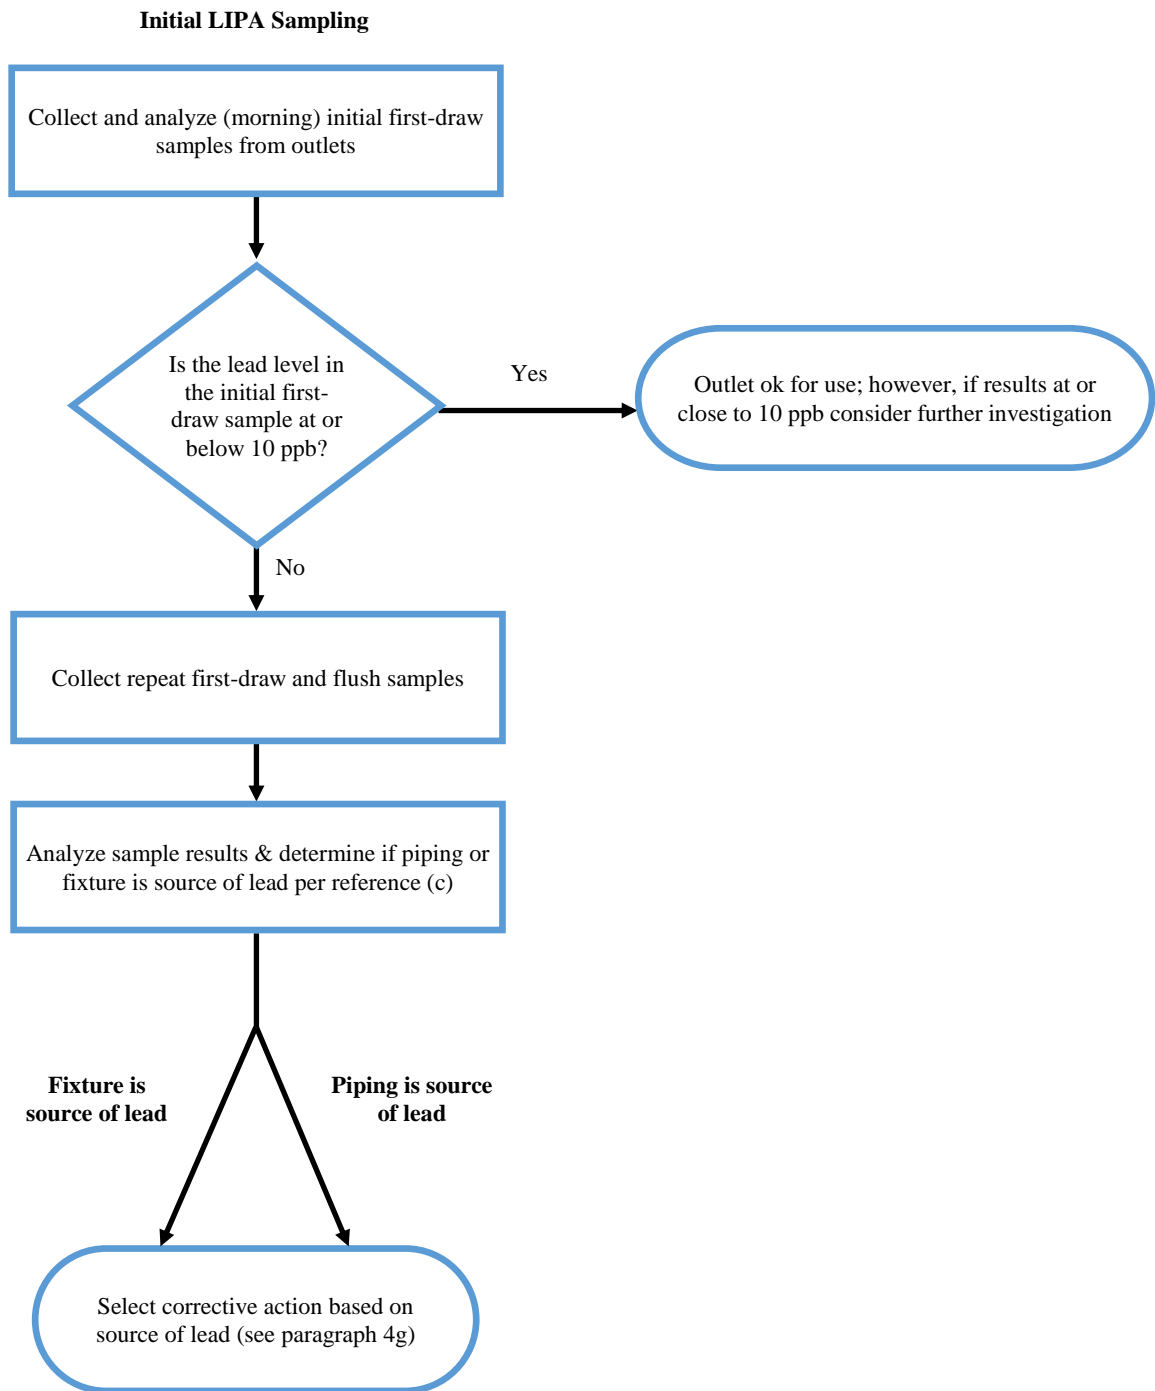 Initial LIPA Sampling
Collect and analyze (morning) initial first-draw
samples from outlets
Is the lead level in
the initial first-
draw sample at or
below 10 ppb?
Yes
Outlet ok for use; however, if results at or
close to 10 ppb consider further investigation
No
Collect repeat first-draw and flush samples
Analyze sample results & determine if piping or
fixture is source of lead per reference (c)
Fixture is
source of lead
Piping is source
of lead
Select corrective action based on
source of lead (see paragraph 4g)